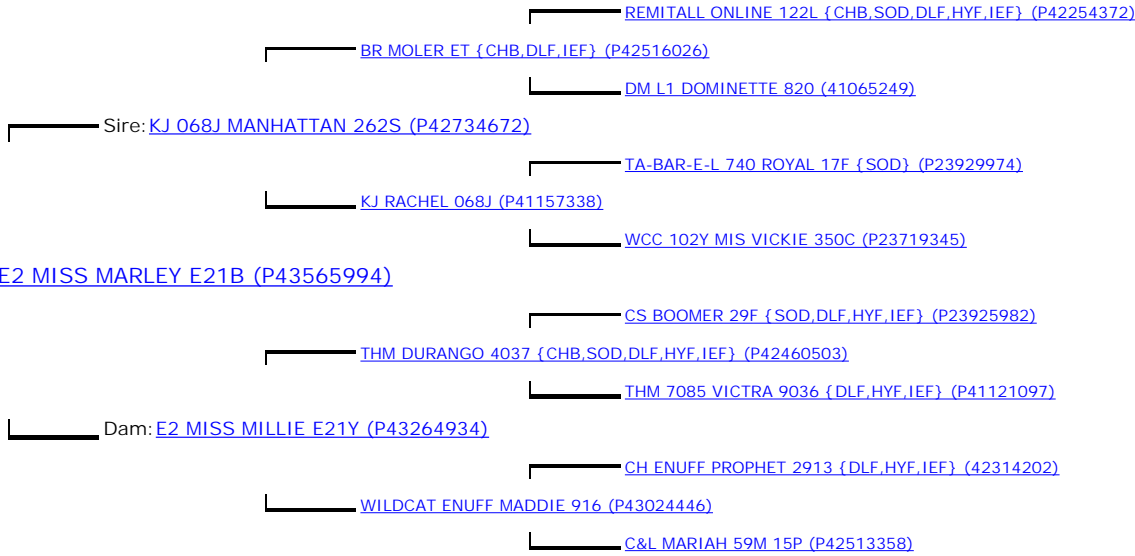 REMITALL ONLINE 122L {CHB,SOD,DLF,HYF,IEF} (P42254372)
BR MOLER ET {CHB,DLF,IEF} (P42516026)
DM L1 DOMINETTE 820 (41065249)
Sire: KJ 068J MANHATTAN 262S (P42734672)
TA-BAR-E-L 740 ROYAL 17F {SOD} (P23929974)
KJ RACHEL 068J (P41157338)
WCC 102Y MIS VICKIE 350C (P23719345)
E2 MISS MARLEY E21B (P43565994)
CS BOOMER 29F {SOD,DLF,HYF,IEF} (P23925982)
THM DURANGO 4037 {CHB,SOD,DLF,HYF,IEF} (P42460503)
THM 7085 VICTRA 9036 {DLF,HYF,IEF} (P41121097)
Dam: E2 MISS MILLIE E21Y (P43264934)
CH ENUFF PROPHET 2913 {DLF,HYF,IEF} (42314202)
WILDCAT ENUFF MADDIE 916 (P43024446)
C&L MARIAH 59M 15P (P42513358)